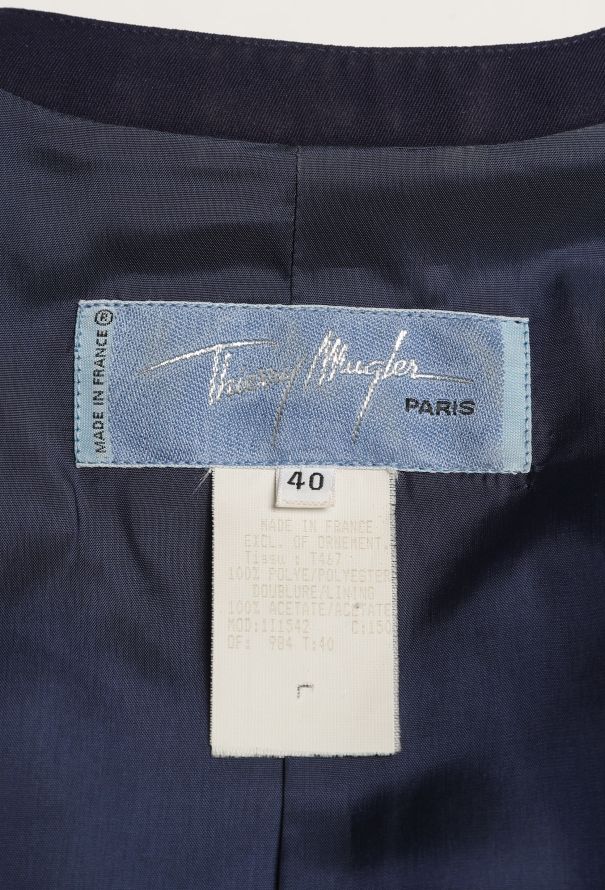 MADE IN FRANCE®
Thierry Mugler
PARIS
40
MADE IN FRANCE
EXCL. OF ORNEMENT.
Tissu : T467
100% POLYE/POLYESTER
DOUBLURE/LINING
100% ACETATE/ACETATE
MOD:1I1542 C:150
OF: 984 T:40